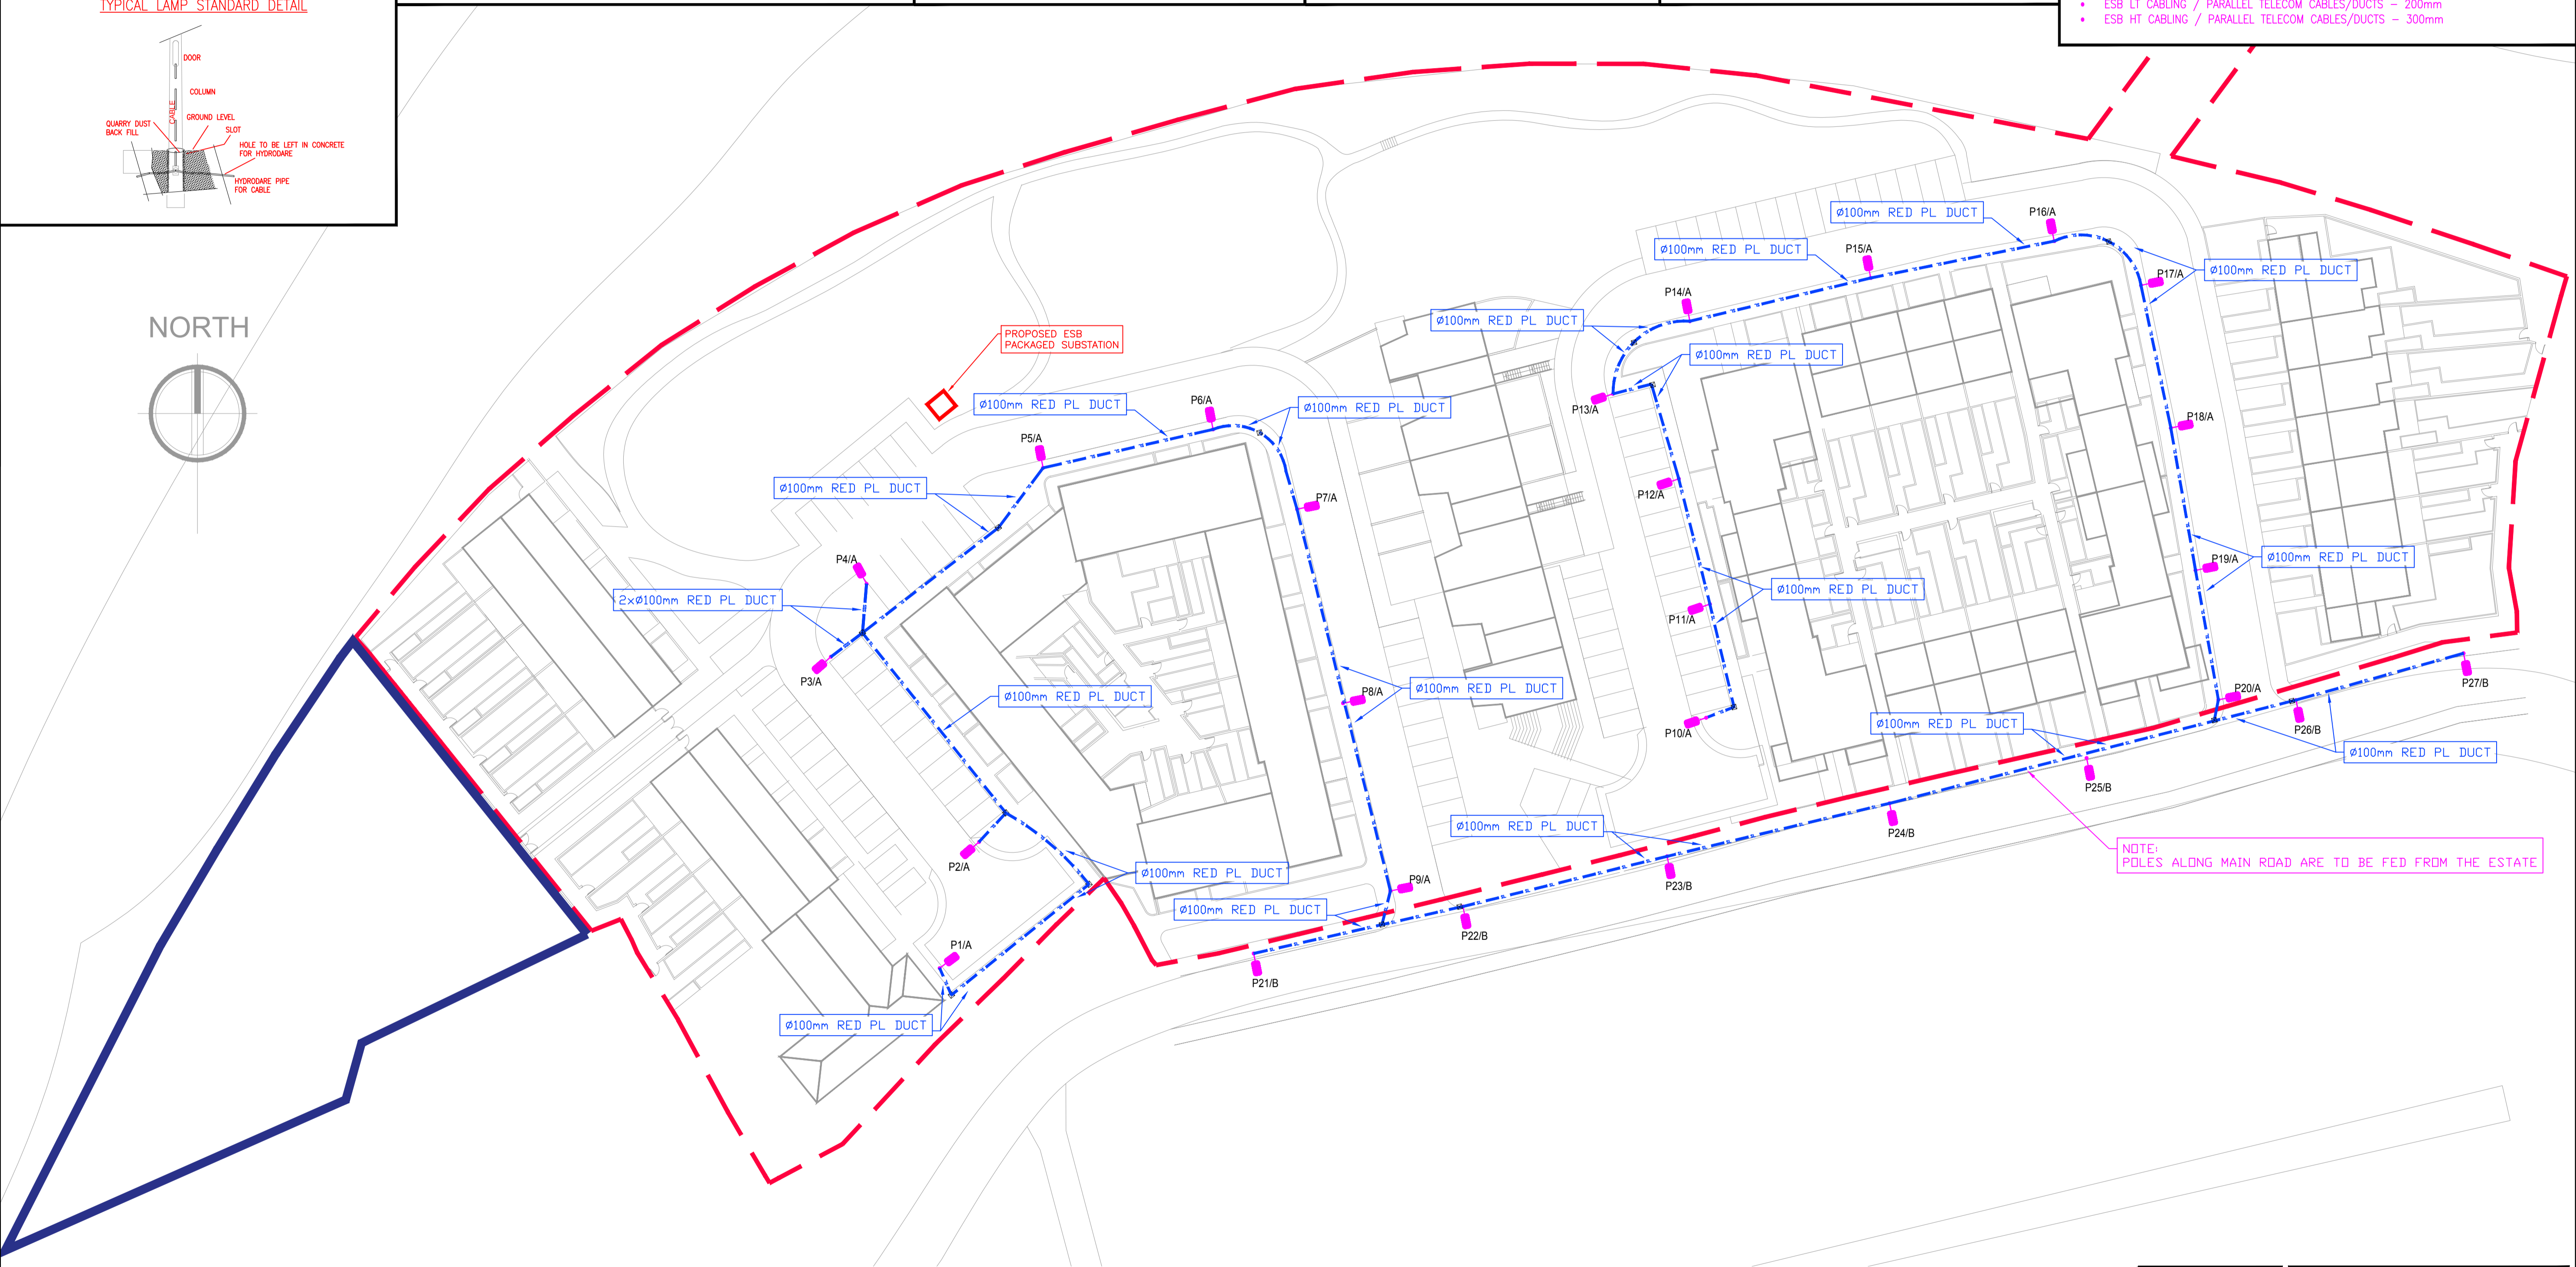 TYPICAL LAMP STANDARD DETAIL
DOOR
COLUMN
CABLE
GROUND LEVEL
QUARRY DUST
BACK FILL
SLOT
HOLE TO BE LEFT IN CONCRETE
FOR HYDRODARE
HYDRODARE PIPE
FOR CABLE
• ESB LT CABLING / PARALLEL TELECOM CABLES/DUCTS – 200mm
• ESB HT CABLING / PARALLEL TELECOM CABLES/DUCTS – 300mm
NORTH
PROPOSED ESB
PACKAGED SUBSTATION
Ø100mm RED PL DUCT
P16/A
Ø100mm RED PL DUCT
P15/A
Ø100mm RED PL DUCT
P17/A
P14/A
Ø100mm RED PL DUCT
Ø100mm RED PL DUCT
P13/A
Ø100mm RED PL DUCT
P6/A
Ø100mm RED PL DUCT
P18/A
P5/A
Ø100mm RED PL DUCT
P7/A
P12/A
P4/A
P19/A
Ø100mm RED PL DUCT
2xØ100mm RED PL DUCT
Ø100mm RED PL DUCT
P11/A
P3/A
Ø100mm RED PL DUCT
P8/A
Ø100mm RED PL DUCT
P20/A
P27/B
P10/A
Ø100mm RED PL DUCT
P26/B
Ø100mm RED PL DUCT
P25/B
Ø100mm RED PL DUCT
P24/B
NOTE:
POLES ALONG MAIN ROAD ARE TO BE FED FROM THE ESTATE
P2/A
Ø100mm RED PL DUCT
P9/A
P23/B
Ø100mm RED PL DUCT
P22/B
P1/A
P21/B
Ø100mm RED PL DUCT